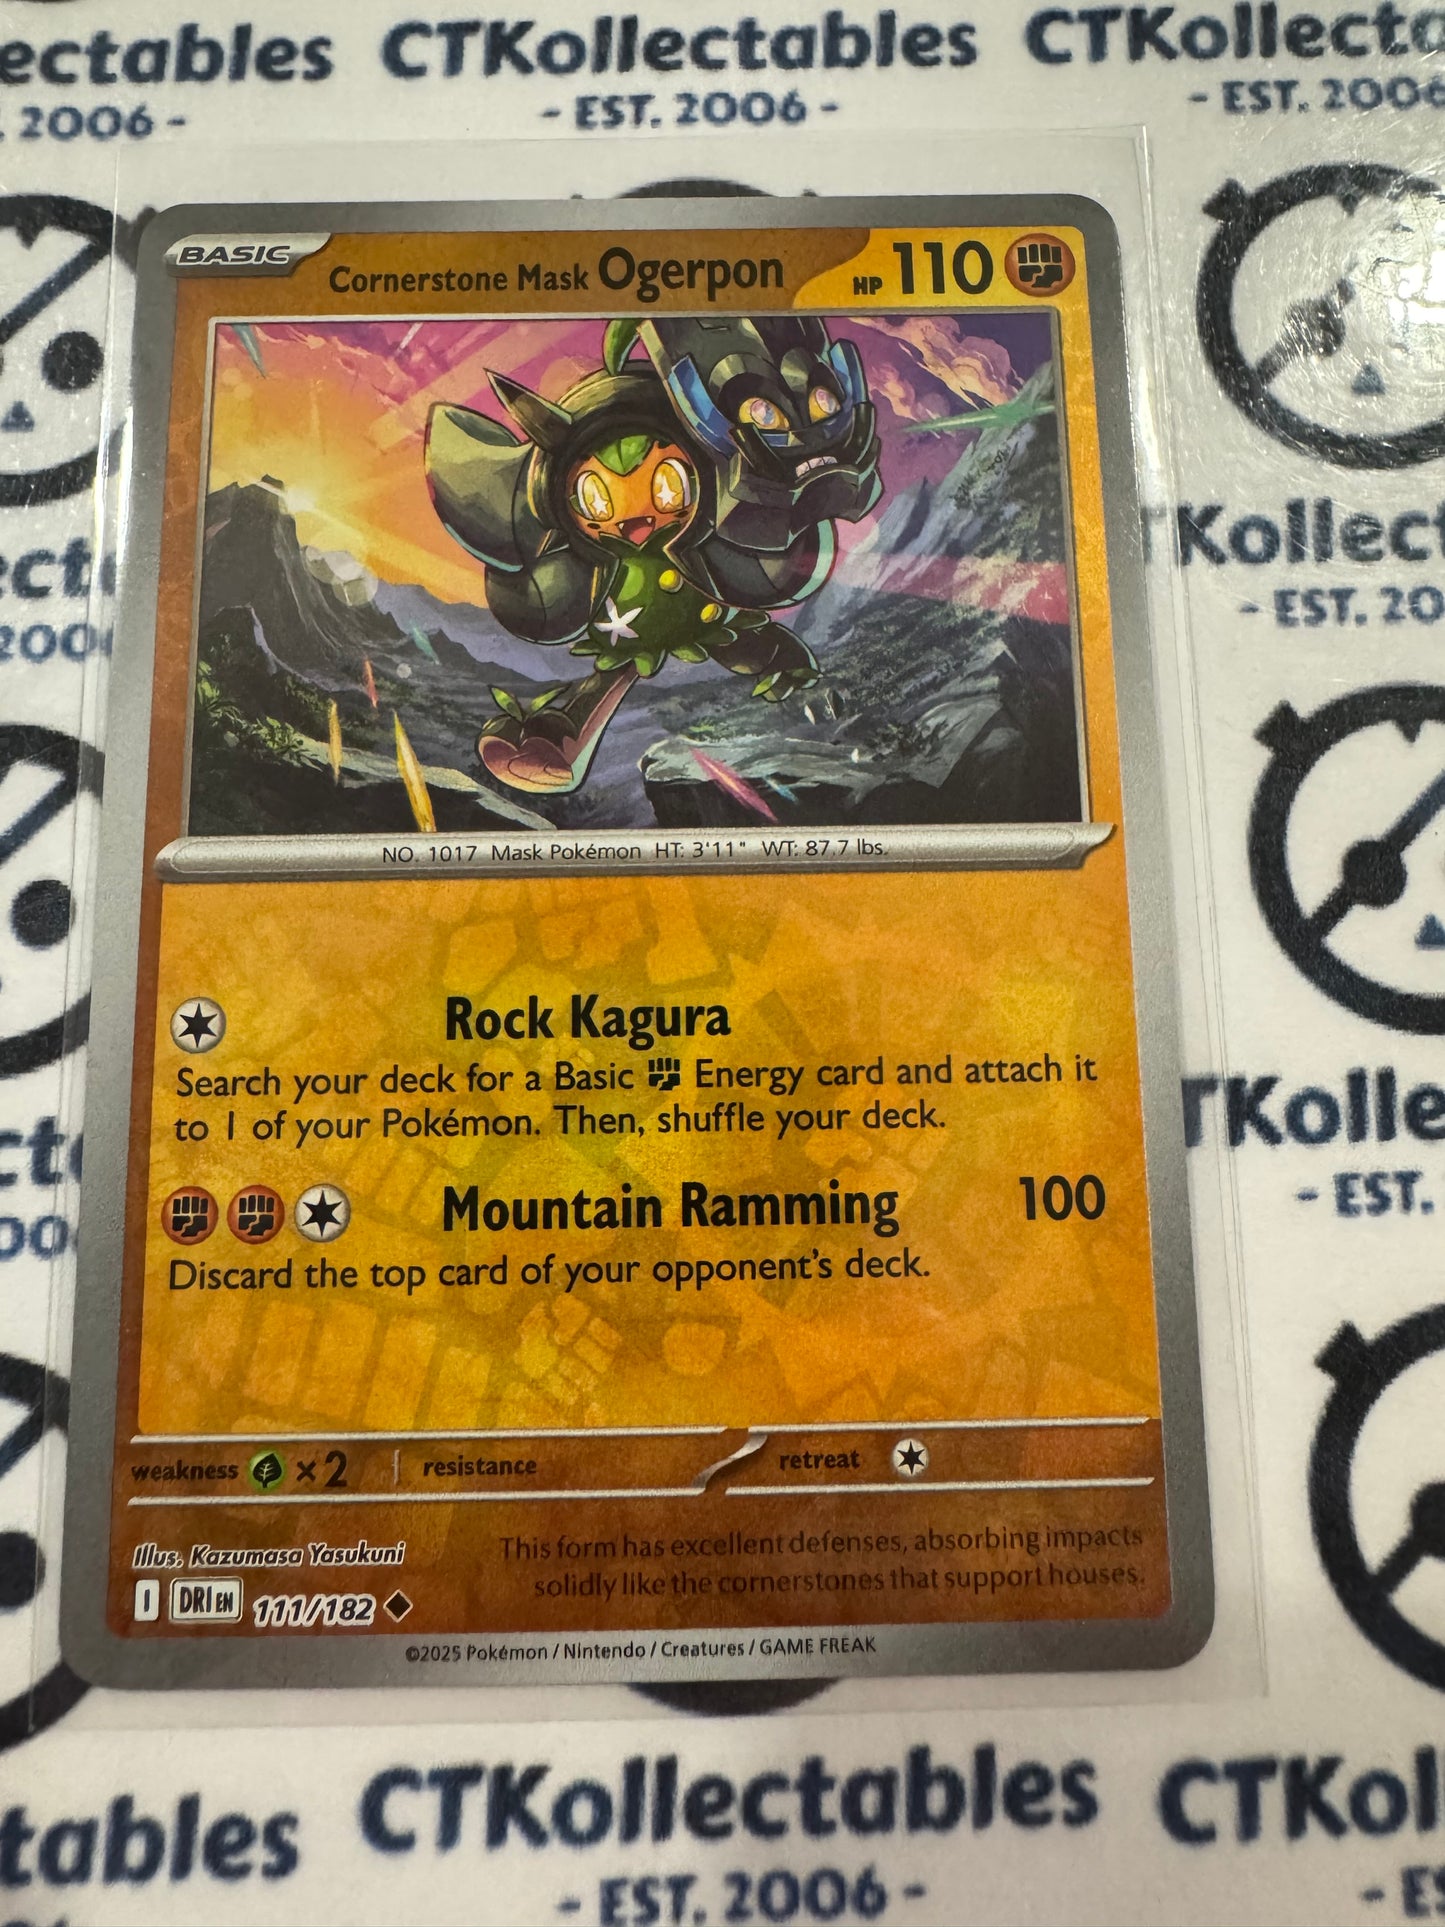 ectables CTKollectables CTKollecta
. 2006 - - EST. 2006 - - EST. 2006
BASIC Cornerstone Mask Ogerpon HP 110
NO. 1017 Mask Pokémon HT: 3'11" WT: 87.7 lbs.
Kollect
- EST. 20
Rock Kagura
Search your deck for a Basic Energy card and attach it
to 1 of your Pokémon. Then, shuffle your deck.
TKolle
- EST.
Mountain Ramming 100
Discard the top card of your opponent's deck.
weakness ×2 resistance retreat
Illus. Kazumasa Yasukuni
This form has excellent defenses, absorbing impacts
solidly like the cornerstones that support houses.
I DRI EN 111/182
©2025 Pokémon / Nintendo / Creatures / GAME FREAK
tables CTKollectables CTKol
- EST. 2006 - - ES